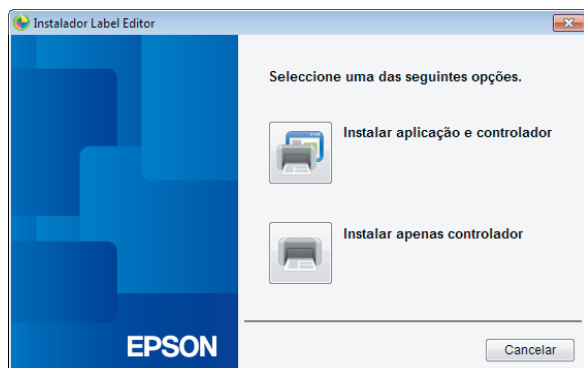 Instalador Label Editor
Seleccione uma das seguintes opções.
Instalar aplicação e controlador
Instalar apenas controlador
EPSON
Cancelar